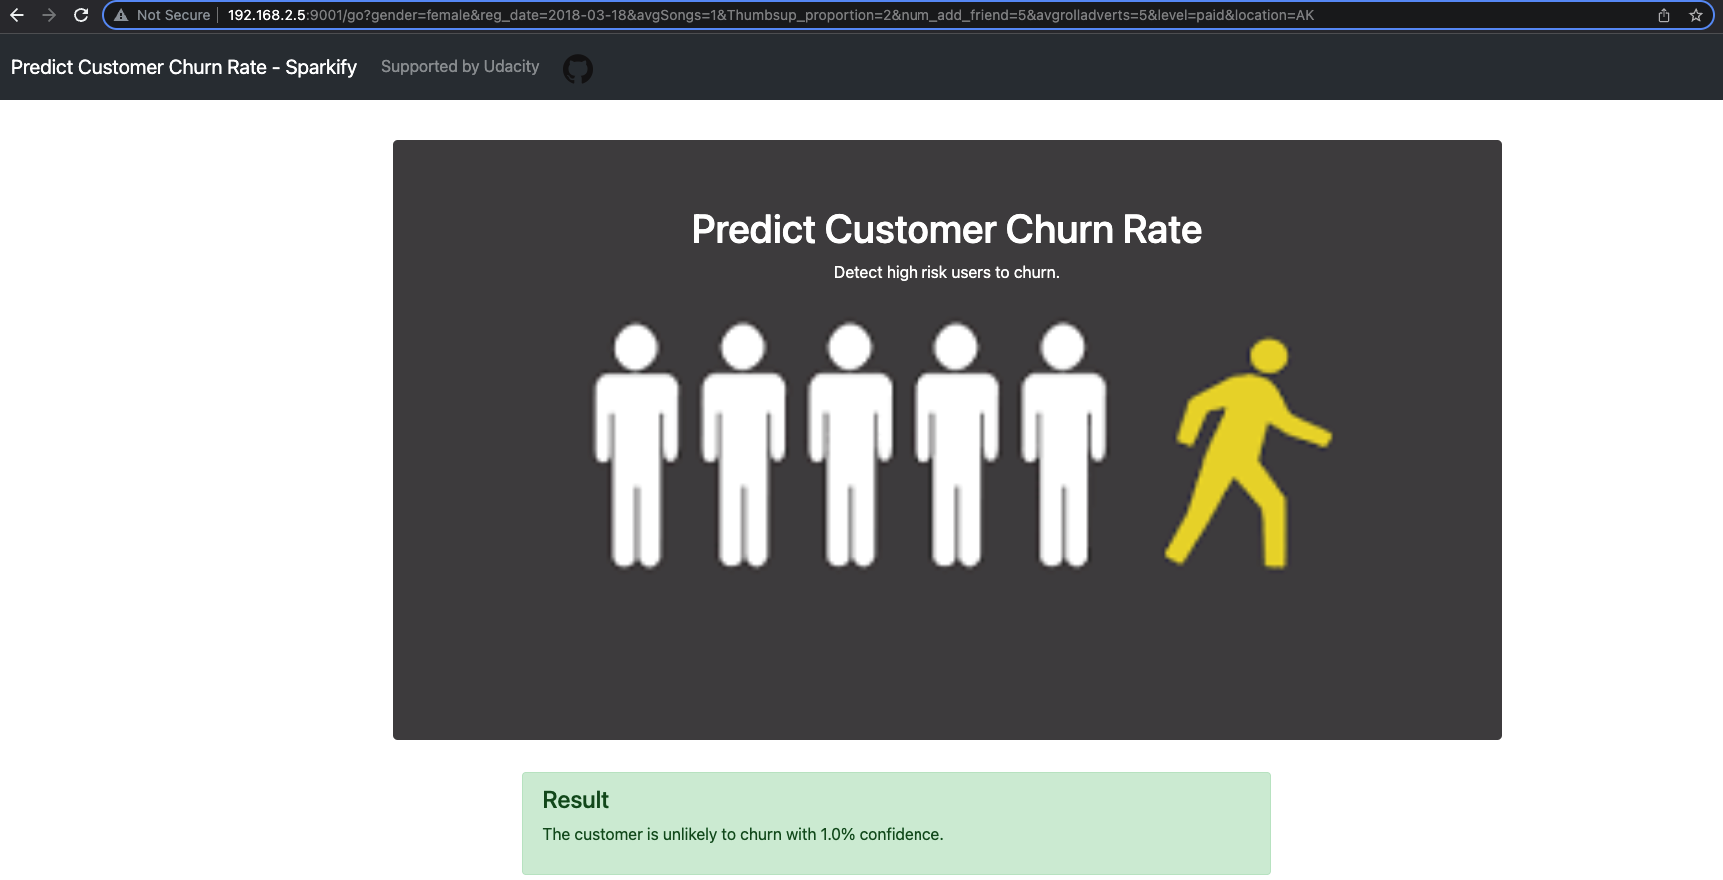 Not Secure 192.168.2.5:9001/go?gender=female&reg_date=2018-03-18&avgSongs=1&Thumbsup_proportion=2&num_add_friend=5&avgrolladverts=5&level=paid&location=AK
Predict Customer Churn Rate - Sparkify Supported by Udacity
Predict Customer Churn Rate
Detect high risk users to churn.
Result
The customer is unlikely to churn with 1.0% confidence.